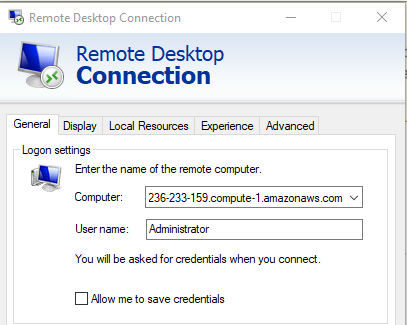 Remote Desktop Connection
Remote Desktop
Connection
General Display Local Resources Experience Advanced
Logon settings
Enter the name of the remote computer.
Computer: 236-233-159.compute-1.amazonaws.com
User name: Administrator
You will be asked for credentials when you connect.
Allow me to save credentials